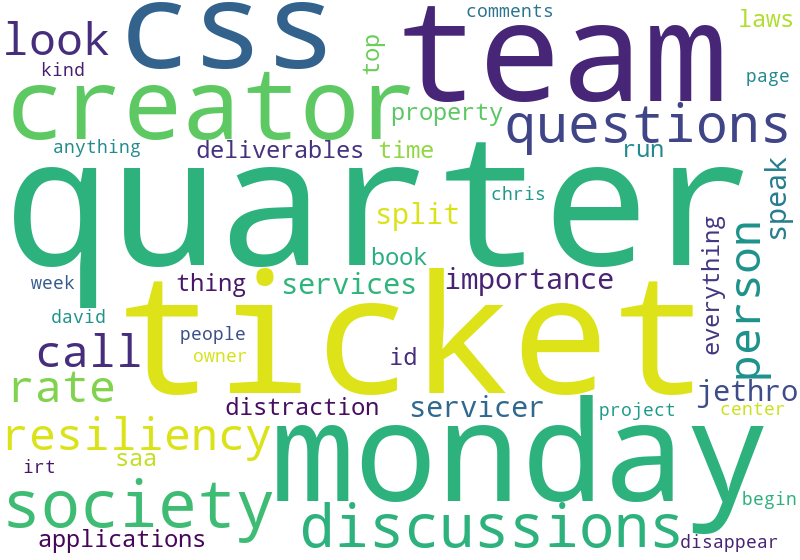 css
team
comments
laws
look
kind
top
page
creator
property
questions
anything
deliverables
time
run
quarter
chris
speak
split
person
everything
book
week
thing
services
importance
david
ticket
people
owner
call
id
rate
jethro
distraction
servicer
project
center
resiliency
monday
saa
irt
society
begin
discussions
applications
disappear